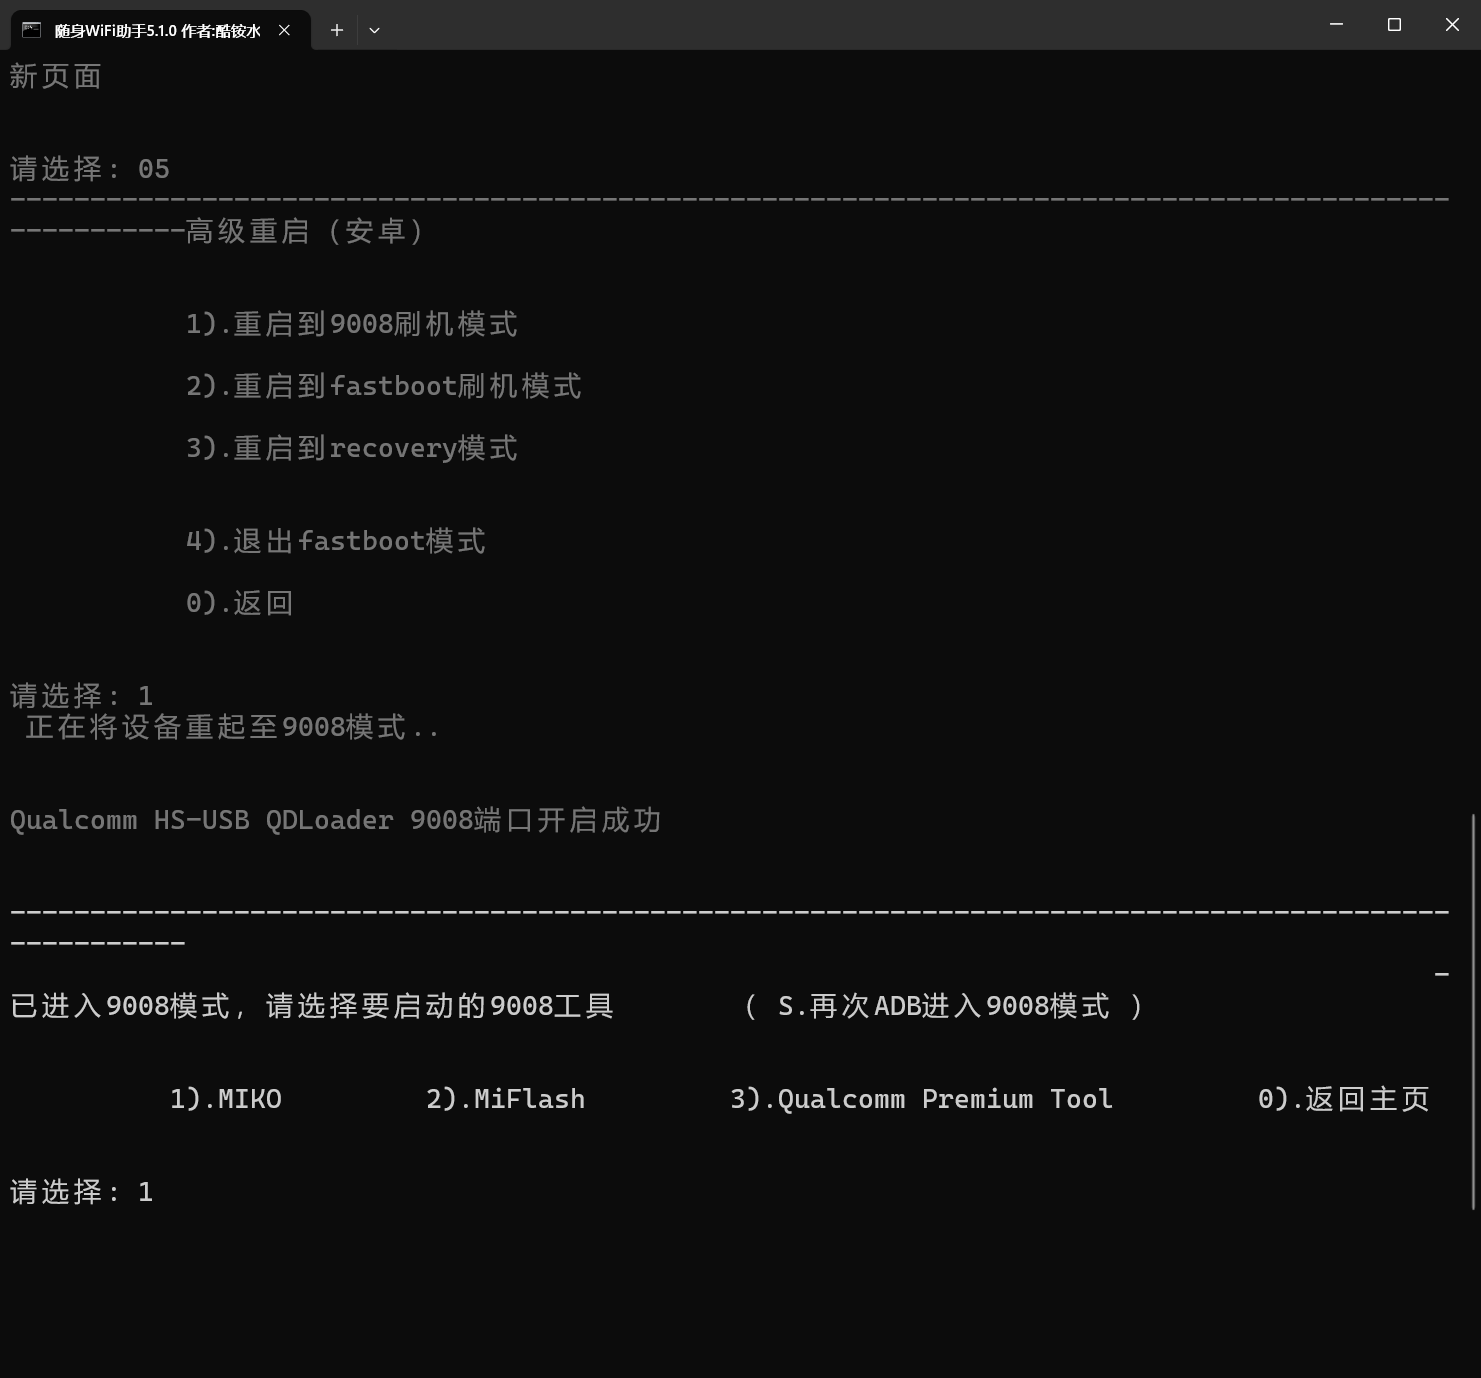 随身WiFi助手5.1.0 作者:酷铵水
新页面
请选择: 05
------------------------------------------------------------------------------------------
-----------高级重启（安卓）
1).重启到9008刷机模式
2).重启到fastboot刷机模式
3).重启到recovery模式
4).退出fastboot模式
0).返回
请选择: 1
正在将设备重起至9008模式..
Qualcomm HS-USB QDLoader 9008端口开启成功
------------------------------------------------------------------------------------------
-----------
-
已进入9008模式, 请选择要启动的9008工具 （ S.再次ADB进入9008模式 ）
1).MIKO 2).MiFlash 3).Qualcomm Premium Tool 0).返回主页
请选择: 1